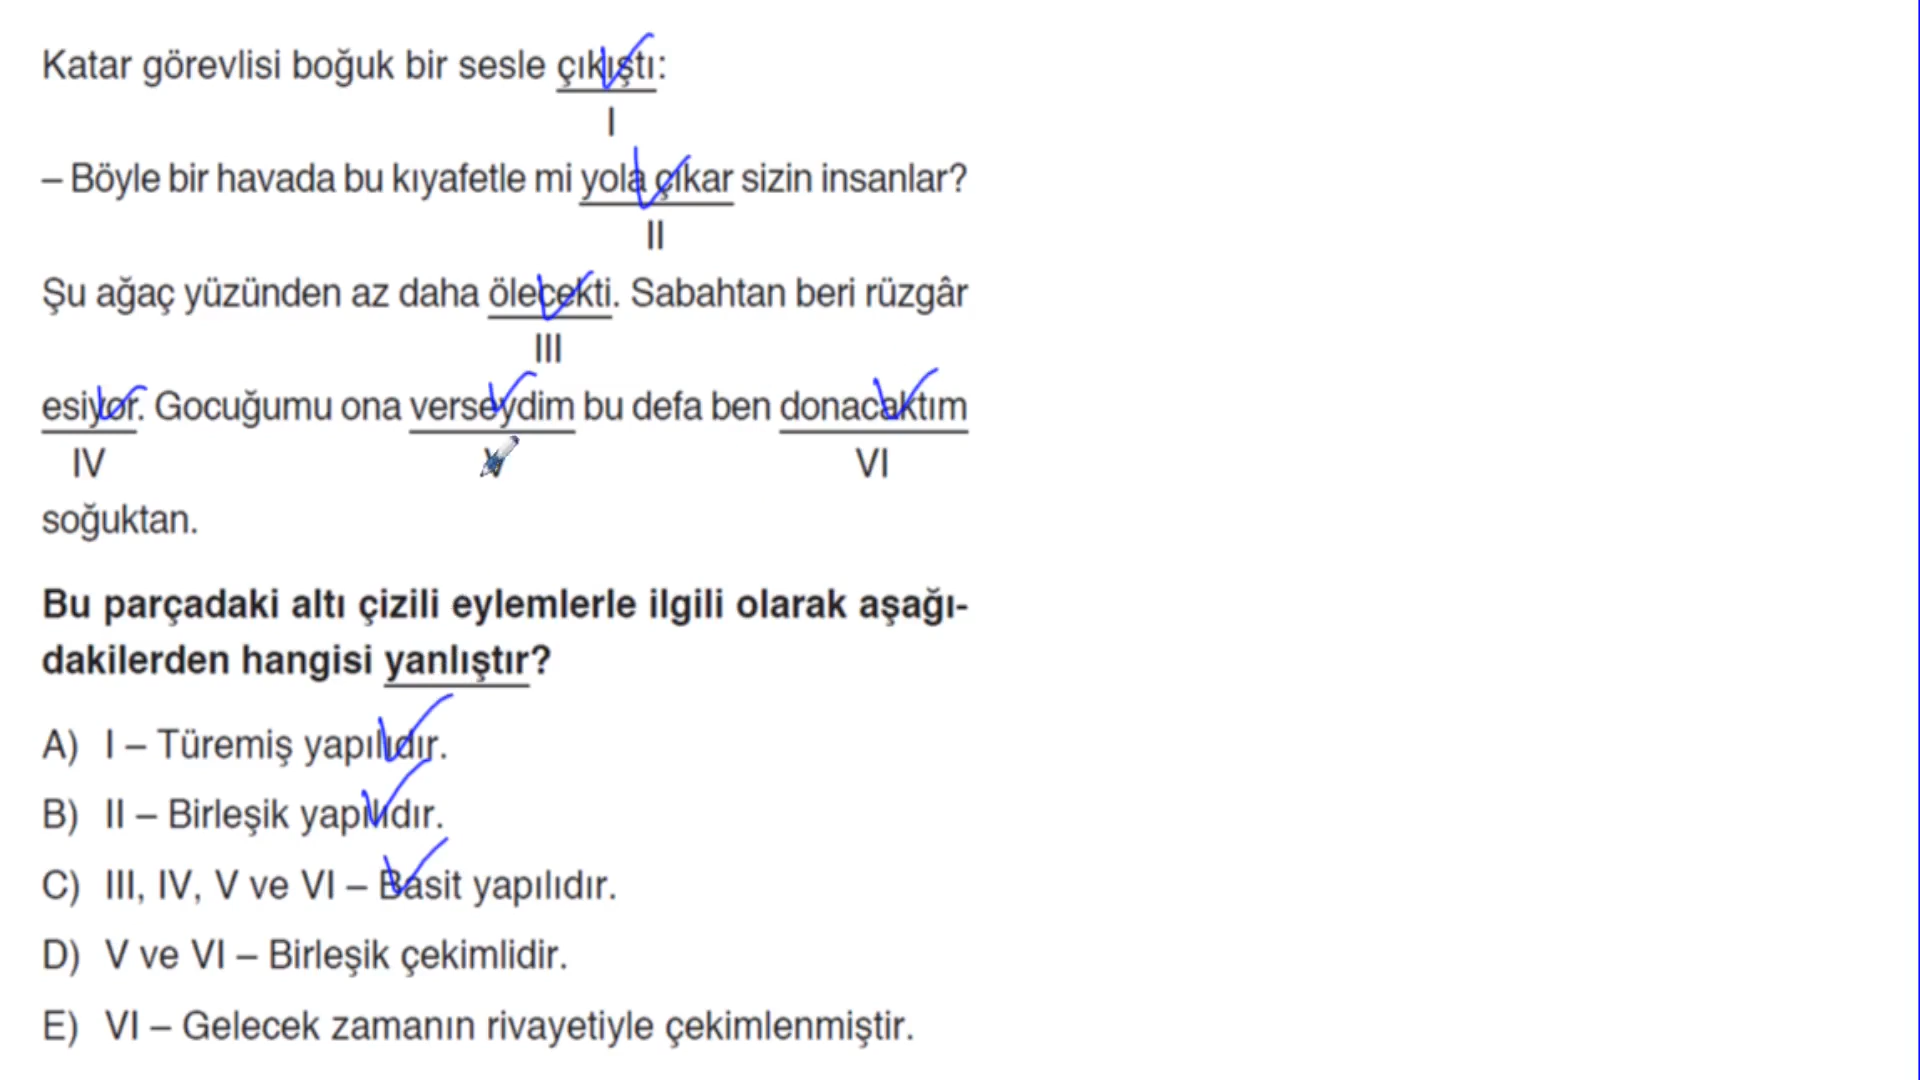 Katar görevlisi boğuk bir sesle çıkıştı:
I
– Böyle bir havada bu kıyafetle mi yola çıkar sizin insanlar?
II
Şu ağaç yüzünden az daha ölecekti. Sabahtan beri rüzgâr
III
esiyor. Gocuğumu ona verseydim bu defa ben donacaktım
IV V VI
soğuktan.
Bu parçadaki altı çizili eylemlerle ilgili olarak aşağı-
dakilerden hangisi yanlıştır?
A) I – Türemiş yapılıdır.
B) II – Birleşik yapılıdır.
C) III, IV, V ve VI – Basit yapılıdır.
D) V ve VI – Birleşik çekimlidir.
E) VI – Gelecek zamanın rivayetiyle çekimlenmiştir.